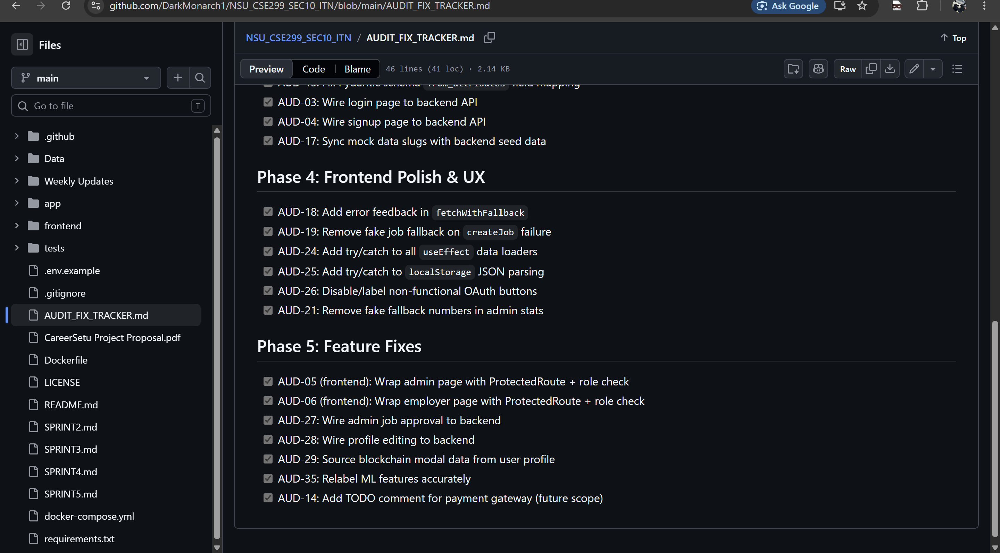 github.com/DarkMonarch1/NSU_CSE299_SEC10_ITN/blob/main/AUDIT_FIX_TRACKER.md
Ask Google
Files
main
Go to file
T
.github
Data
Weekly Updates
app
frontend
tests
.env.example
.gitignore
AUDIT_FIX_TRACKER.md
CareerSetu Project Proposal.pdf
Dockerfile
LICENSE
README.md
SPRINT2.md
SPRINT3.md
SPRINT4.md
SPRINT5.md
docker-compose.yml
requirements.txt
NSU_CSE299_SEC10_ITN / AUDIT_FIX_TRACKER.md
Top
Preview Code Blame 46 lines (41 loc) · 2.14 KB
Raw
AUD-15: Fix Pydantic schema from_attributes field mapping
AUD-03: Wire login page to backend API
AUD-04: Wire signup page to backend API
AUD-17: Sync mock data slugs with backend seed data
Phase 4: Frontend Polish & UX
AUD-18: Add error feedback in fetchWithFallback
AUD-19: Remove fake job fallback on createJob failure
AUD-24: Add try/catch to all useEffect data loaders
AUD-25: Add try/catch to localStorage JSON parsing
AUD-26: Disable/label non-functional OAuth buttons
AUD-21: Remove fake fallback numbers in admin stats
Phase 5: Feature Fixes
AUD-05 (frontend): Wrap admin page with ProtectedRoute + role check
AUD-06 (frontend): Wrap employer page with ProtectedRoute + role check
AUD-27: Wire admin job approval to backend
AUD-28: Wire profile editing to backend
AUD-29: Source blockchain modal data from user profile
AUD-35: Relabel ML features accurately
AUD-14: Add TODO comment for payment gateway (future scope)